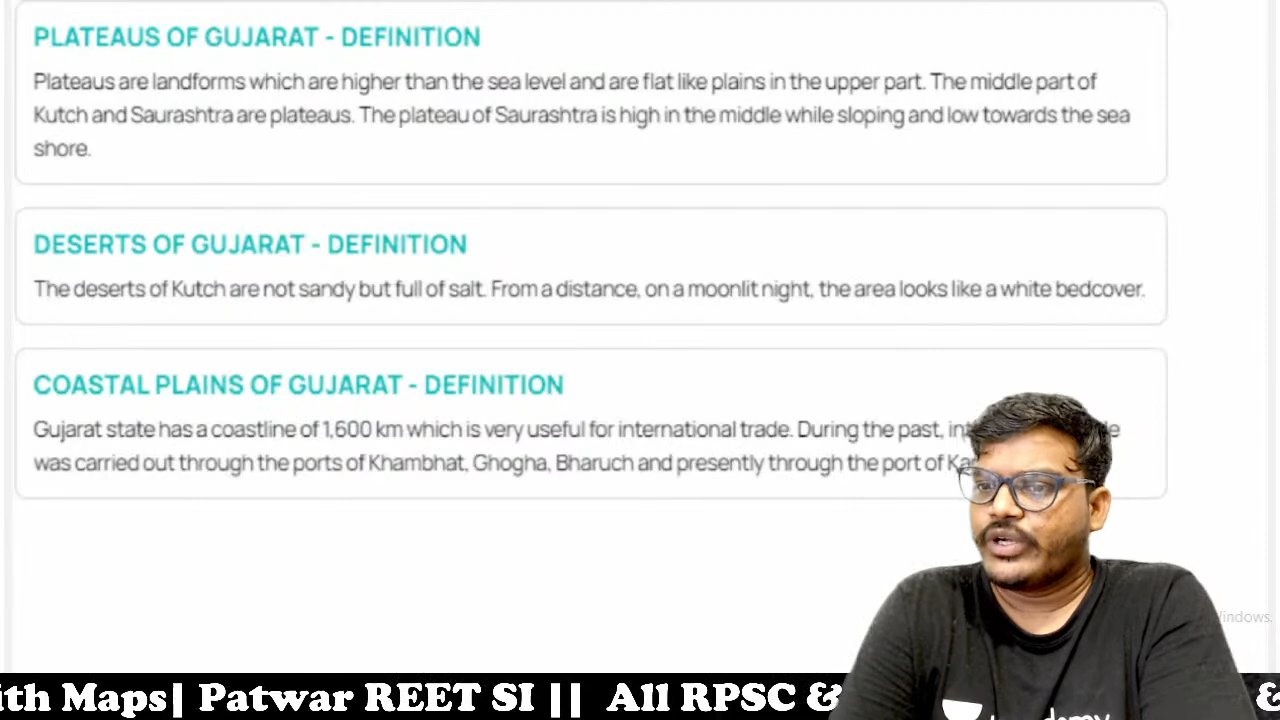 PLATEAUS OF GUJARAT - DEFINITION
Plateaus are landforms which are higher than the sea level and are flat like plains in the upper part. The middle part of
Kutch and Saurashtra are plateaus. The plateau of Saurashtra is high in the middle while sloping and low towards the sea
shore.
DESERTS OF GUJARAT - DEFINITION
The deserts of Kutch are not sandy but full of salt. From a distance, on a moonlit night, the area looks like a white bedcover.
COASTAL PLAINS OF GUJARAT - DEFINITION
Gujarat state has a coastline of 1,600 km which is very useful for international trade. During the past,
was carried out through the ports of Khambhat, Ghogha, Bharuch and presently through the port of
Windows.
ith Maps| Patwar REET SI || All RPSC & &